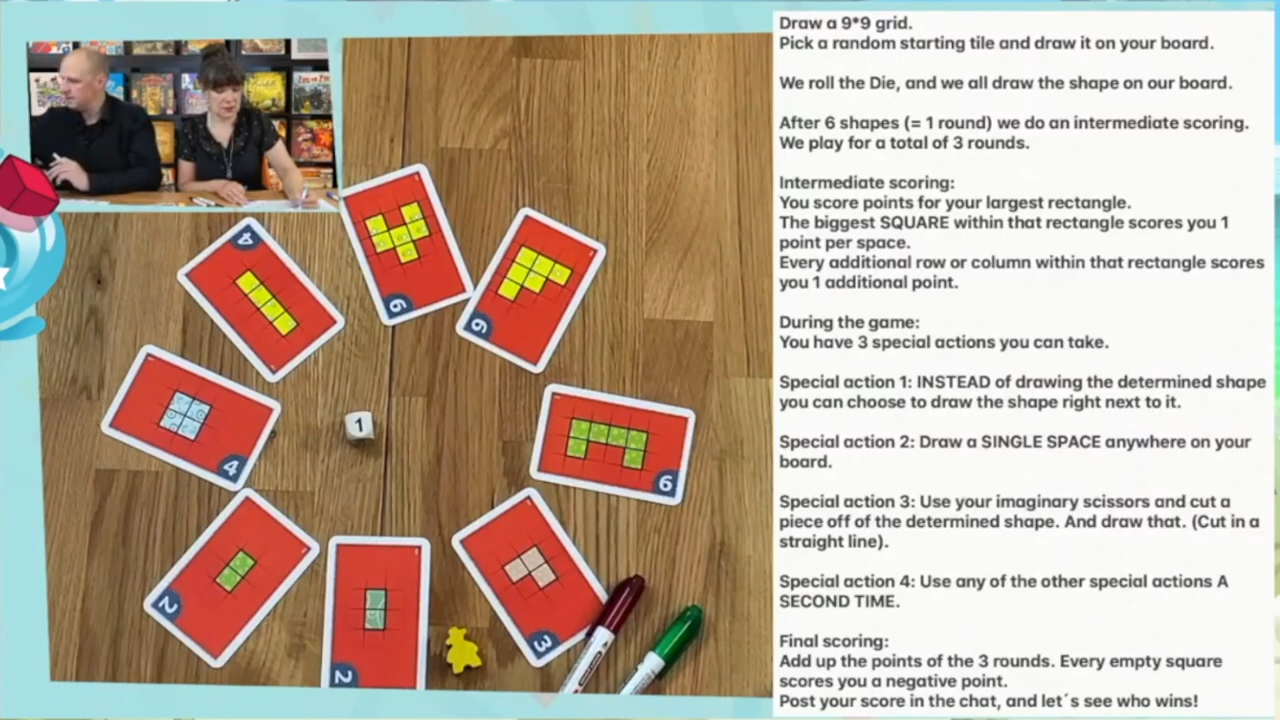 Draw a 9*9 grid.
Pick a random starting tile and draw it on your board.
We roll the Die, and we all draw the shape on our board.
After 6 shapes (= 1 round) we do an intermediate scoring.
We play for a total of 3 rounds.
Intermediate scoring:
You score points for your largest rectangle.
The biggest SQUARE within that rectangle scores you 1
point per space.
Every additional row or column within that rectangle scores
you 1 additional point.
During the game:
You have 3 special actions you can take.
Special action 1: INSTEAD of drawing the determined shape
you can choose to draw the shape right next to it.
Special action 2: Draw a SINGLE SPACE anywhere on your
board.
Special action 3: Use your imaginary scissors and cut a
piece off of the determined shape. And draw that. (Cut in a
straight line).
Special action 4: Use any of the other special actions A
SECOND TIME.
Final scoring:
Add up the points of the 3 rounds. Every empty square
scores you a negative point.
Post your score in the chat, and let´s see who wins!
6
6
4
4
1
6
2
2
3